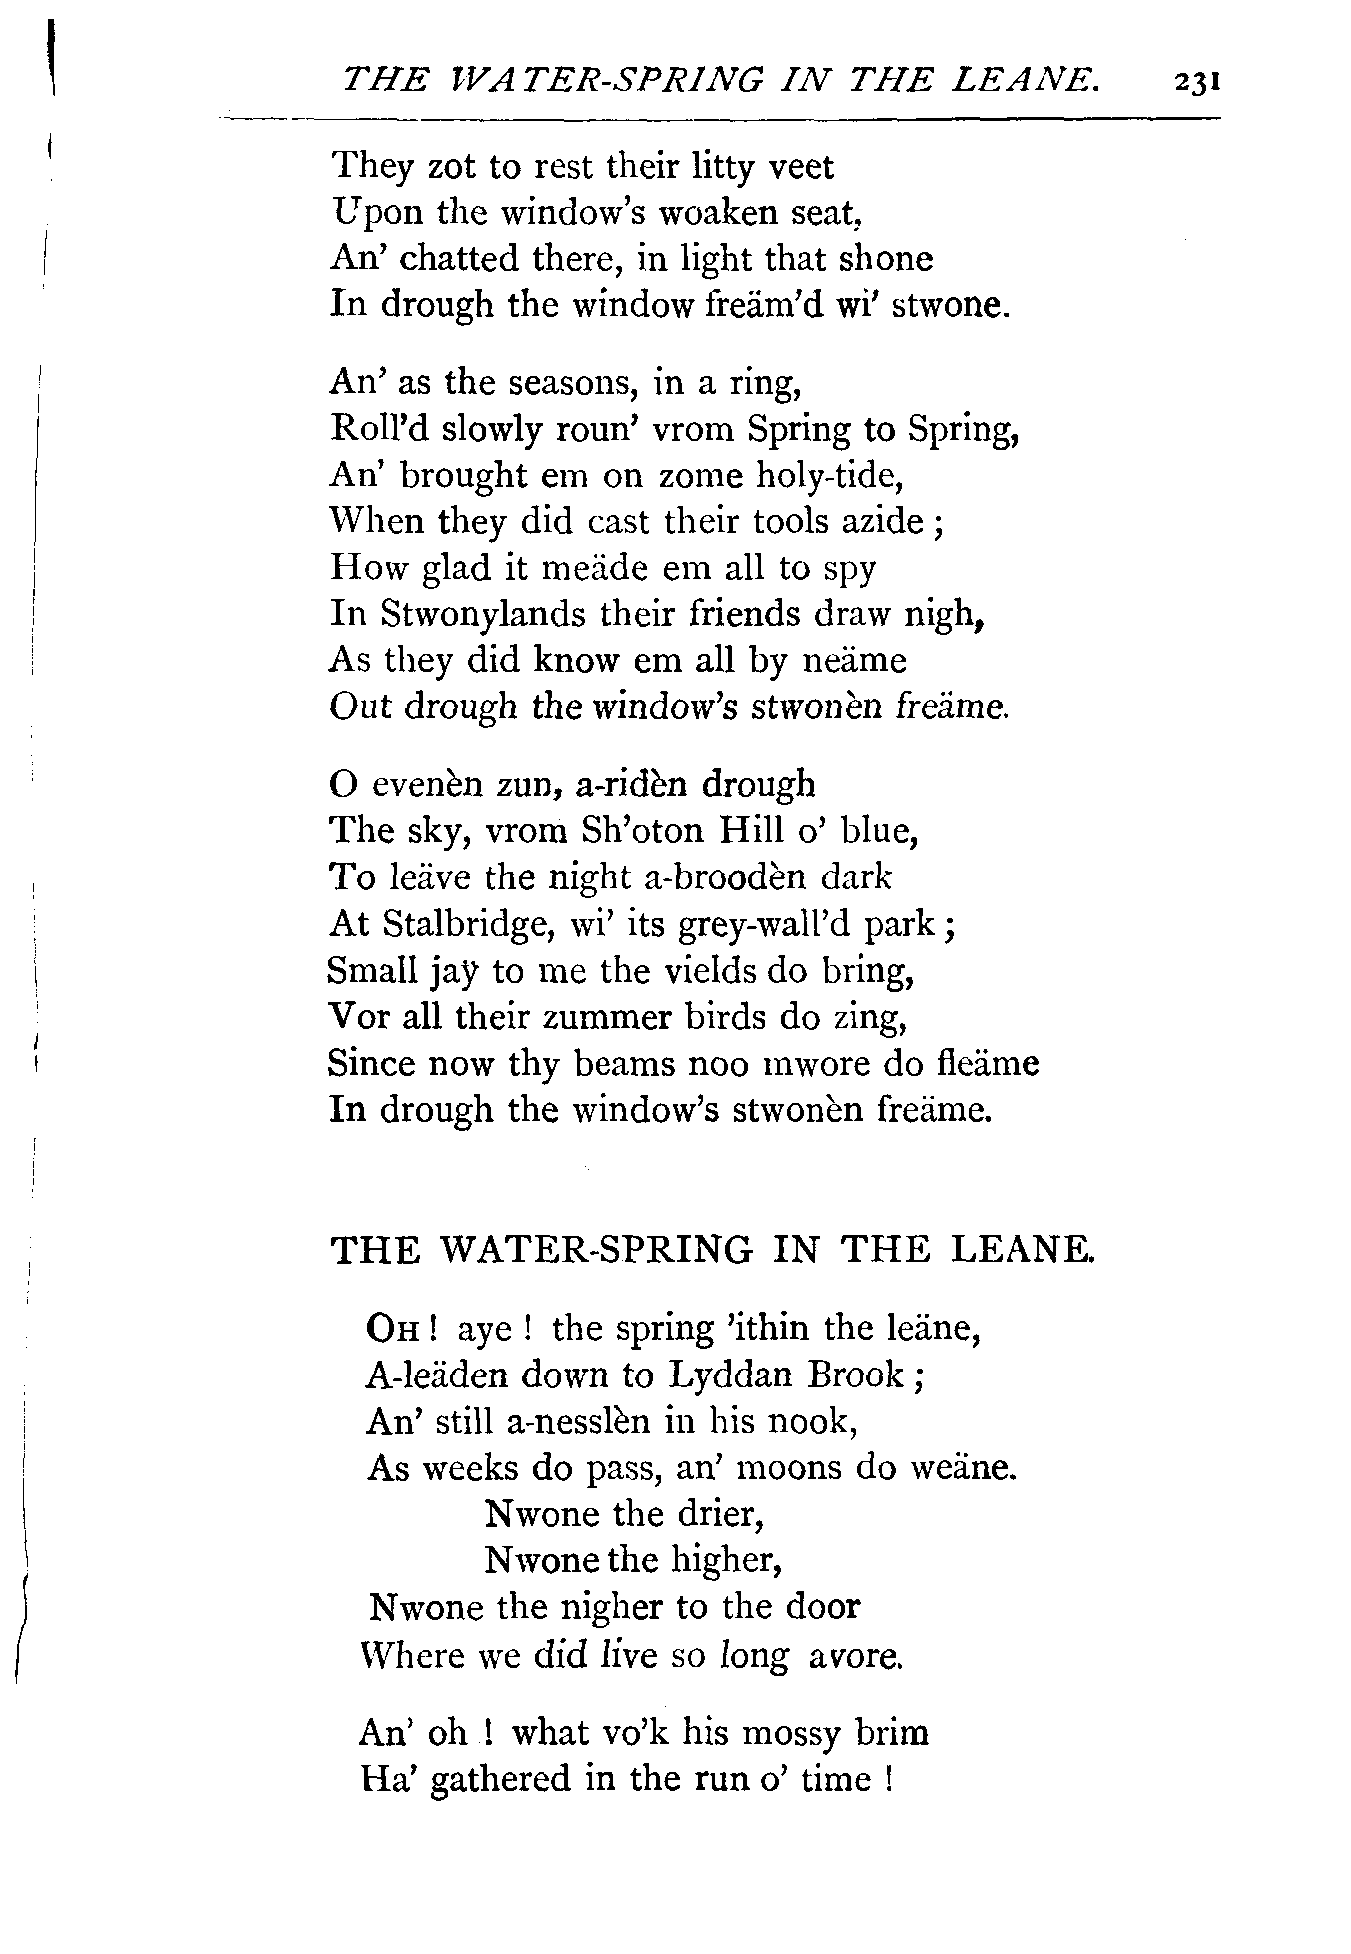 THE WATER-SPRING IN THE LEANE. 231
They zot to rest their litty veet
Upon the window's woaken seat,
An' chatted there, in light that shone
In drough the window freäm'd wi' stwone.
An' as the seasons, in a ring,
Roll'd slowly roun' vrom Spring to Spring,
An' brought em on zome holy-tide,
When they did cast their tools azide ;
How glad it meäde em all to spy
In Stwonylands their friends draw nigh,
As they did know em all by neäme
Out drough the window's stwonèn freäme.
O evenèn zun, a-ridèn drough
The sky, vrom Sh'oton Hill o' blue,
To leäve the night a-broodèn dark
At Stalbridge, wi' its grey-wall'd park ;
Small jaÿ to me the vields do bring,
Vor all their zummer birds do zing,
Since now thy beams noo mwore do fleäme
In drough the window's stwonèn freäme.
THE WATER-SPRING IN THE LEANE.
OH ! aye ! the spring 'ithin the leäne,
A-leäden down to Lyddan Brook ;
An' still a-nesslèn in his nook,
As weeks do pass, an' moons do weäne.
Nwone the drier,
Nwone the higher,
Nwone the nigher to the door
Where we did live so long avore.
An' oh ! what vo'k his mossy brim
Ha' gathered in the run o' time !